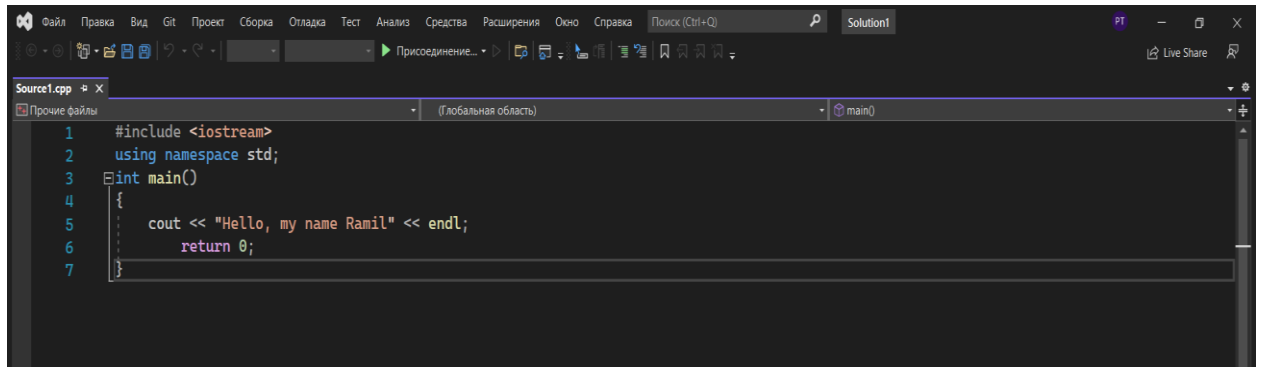 Файл Правка Вид Git Проект Сборка Отладка Тест Анализ Средства Расширения Окно Справка Поиск (Ctrl+Q) Solution1 РТ
Присоединение... Live Share
Source1.cpp
Прочие файлы (Глобальная область) main()
1 #include <iostream>
2 using namespace std;
3 int main()
4 {
5 cout << "Hello, my name Ramil" << endl;
6 return 0;
7 }